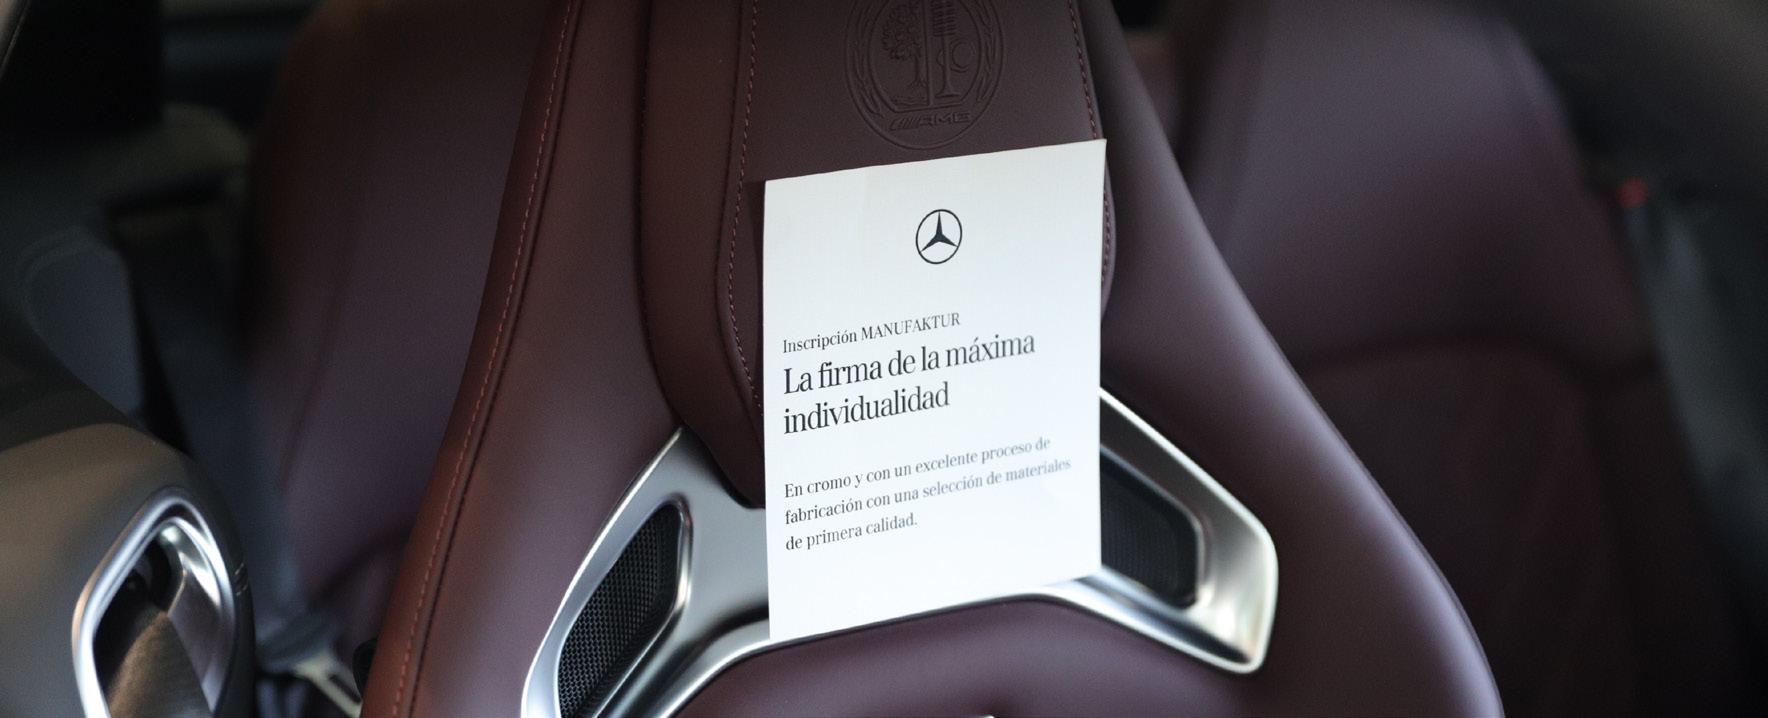 AMG
Inscripción MANUFAKTUR
La firma de la máxima
individualidad
En cromo y con un excelente proceso de
fabricación con una selección de materiales
de primera calidad.